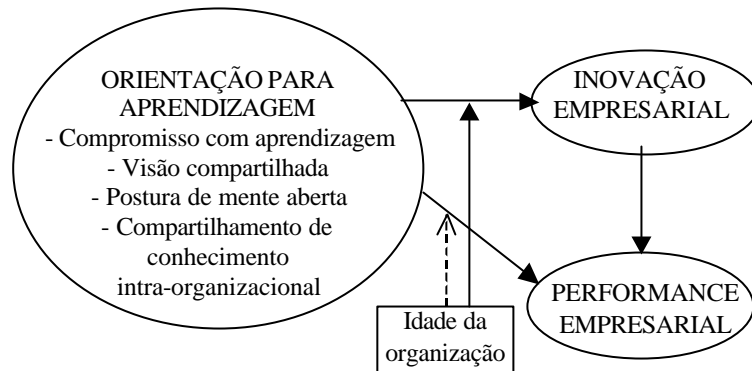 ORIENTAÇÃO PARA
APRENDIZAGEM
- Compromisso com aprendizagem
- Visão compartilhada
- Postura de mente aberta
- Compartilhamento de
conhecimento
intra-organizacional
INOVAÇÃO
EMPRESARIAL
PERFORMANCE
EMPRESARIAL
Idade da
organização